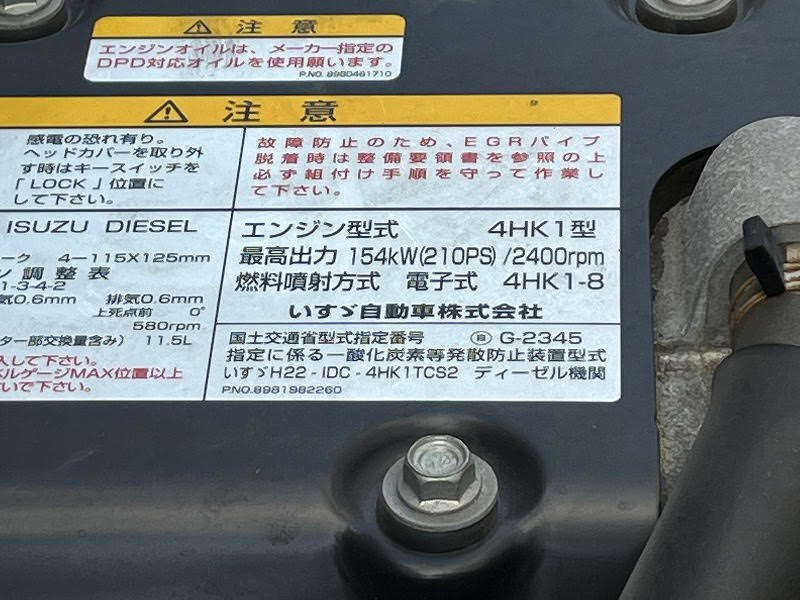 注意
エンジンオイルは、メーカー指定の
DPD対応オイルを使用願います。
P.NO. 8980461710
注意
感電の恐れ有り。
ヘッドカバーを取り外
す時はキースイッチを
「LOCK」位置に
して下さい。
故障防止のため、EGRパイプ
脱着時は整備要領書を参照の上
必ず組付け手順を守って作業し
て下さい。
ISUZU DIESEL
ーク 4-115X125mm
調整表
1-3-4-2
気0.6mm 排気0.6mm
上死点前 0°
580rpm
ター部交換量含み) 11.5L
入して下さい。
ルゲージMAX位置以上
いで下さい。
エンジン型式 4HK1型
最高出力 154kW(210PS)/2400rpm
燃料噴射方式 電子式 4HK1-8
いすゞ自動車株式会社
国土交通省型式指定番号 Ⓑ G-2345
指定に係る一酸化炭素等発散防止装置型式
いすゞH22-IDC-4HK1TCS2 ディーゼル機関
P.NO.8981982260